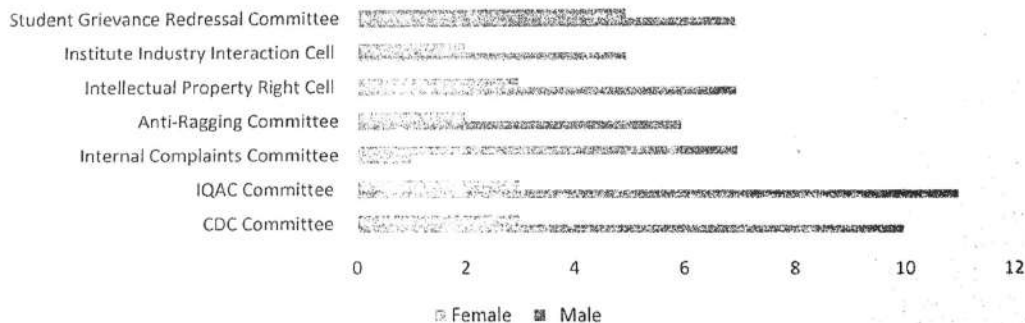 Student Grievance Redressal Committee
Institute Industry Interaction Cell
Intellectual Property Right Cell
Anti-Ragging Committee
Internal Complaints Committee
IQAC Committee
CDC Committee
0 2 4 6 8 10 12
Female Male